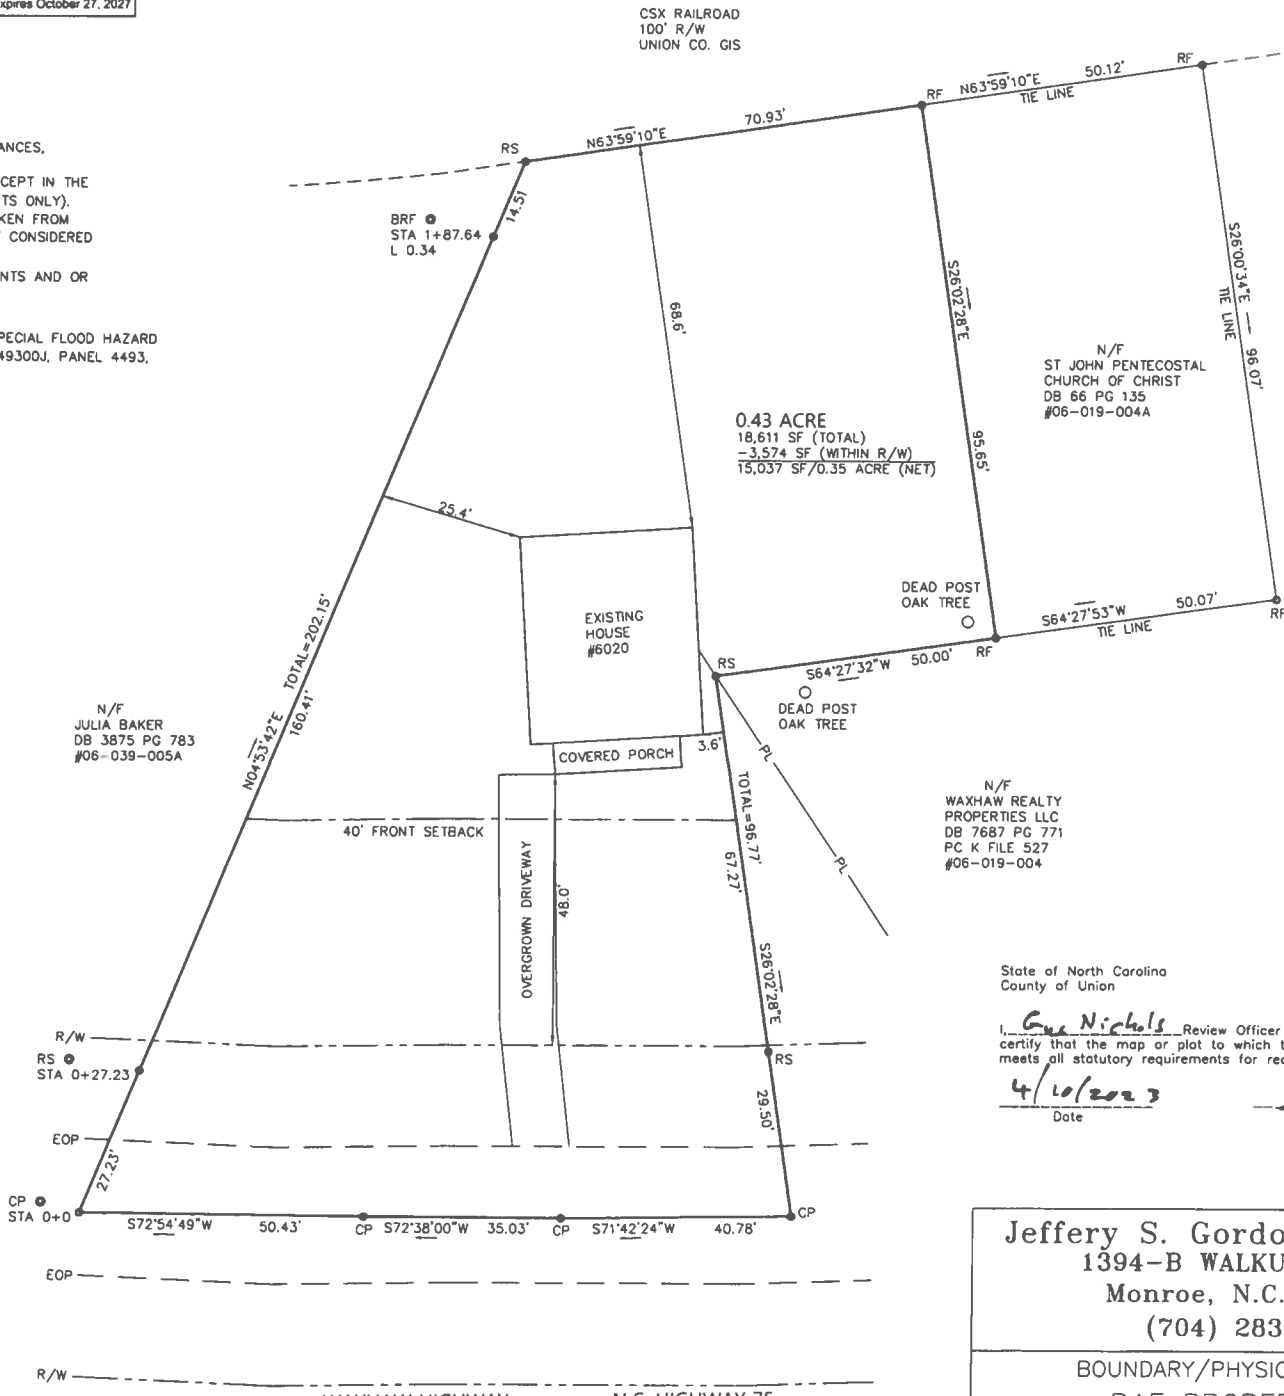 xpires October 27, 2027
CSX RAILROAD
100' R/W
UNION CO. GIS
ANCES,
CEPT IN THE
TS ONLY).
KEN FROM
CONSIDERED
NTS AND OR
PECIAL FLOOD HAZARD
49300J, PANEL 4493,
RS
N63°59'10"E
70.93'
RF
N63°59'10"E
50.12'
TIE LINE
RF
14.51
BRF
STA 1+87.64
L 0.34
68.6'
S26°02'28"E
95.65'
S26°00'34"E — 96.07'
TIE LINE
N/F
ST JOHN PENTECOSTAL
CHURCH OF CHRIST
DB 66 PG 135
#06-019-004A
0.43 ACRE
18,611 SF (TOTAL)
-3,574 SF (WITHIN R/W)
15,037 SF/0.35 ACRE (NET)
25.4'
DEAD POST
OAK TREE
EXISTING
HOUSE
#6020
S64°27'53"W
50.07'
TIE LINE
RF
RF
RS
S64°27'32"W
50.00'
DEAD POST
OAK TREE
N04°53'42"E
TOTAL=202.15'
160.41'
N/F
JULIA BAKER
DB 3875 PG 783
#06-039-005A
COVERED PORCH
3.6'
PL
PL
TOTAL=96.77'
67.27'
S26°02'28"E
N/F
WAXHAW REALTY
PROPERTIES LLC
DB 7687 PG 771
PC K FILE 527
#06-019-004
40' FRONT SETBACK
OVERGROWN DRIVEWAY
48.0'
State of North Carolina
County of Union
I, Gus Nichols Review Officer
certify that the map or plat to which t
meets all statutory requirements for rec
4/10/2023
Date
R/W
RS
STA 0+27.23
RS
29.50'
EOP
27.23'
CP
STA 0+0
S72°54'49"W
50.43'
CP
S72°38'00"W
35.03'
CP
S71°42'24"W
40.78'
CP
EOP
R/W
WAXHAW HIGHWAY
N.C. HIGHWAY 75
Jeffery S. Gordo
1394-B WALKU
Monroe, N.C.
(704) 283
BOUNDARY/PHYSIC